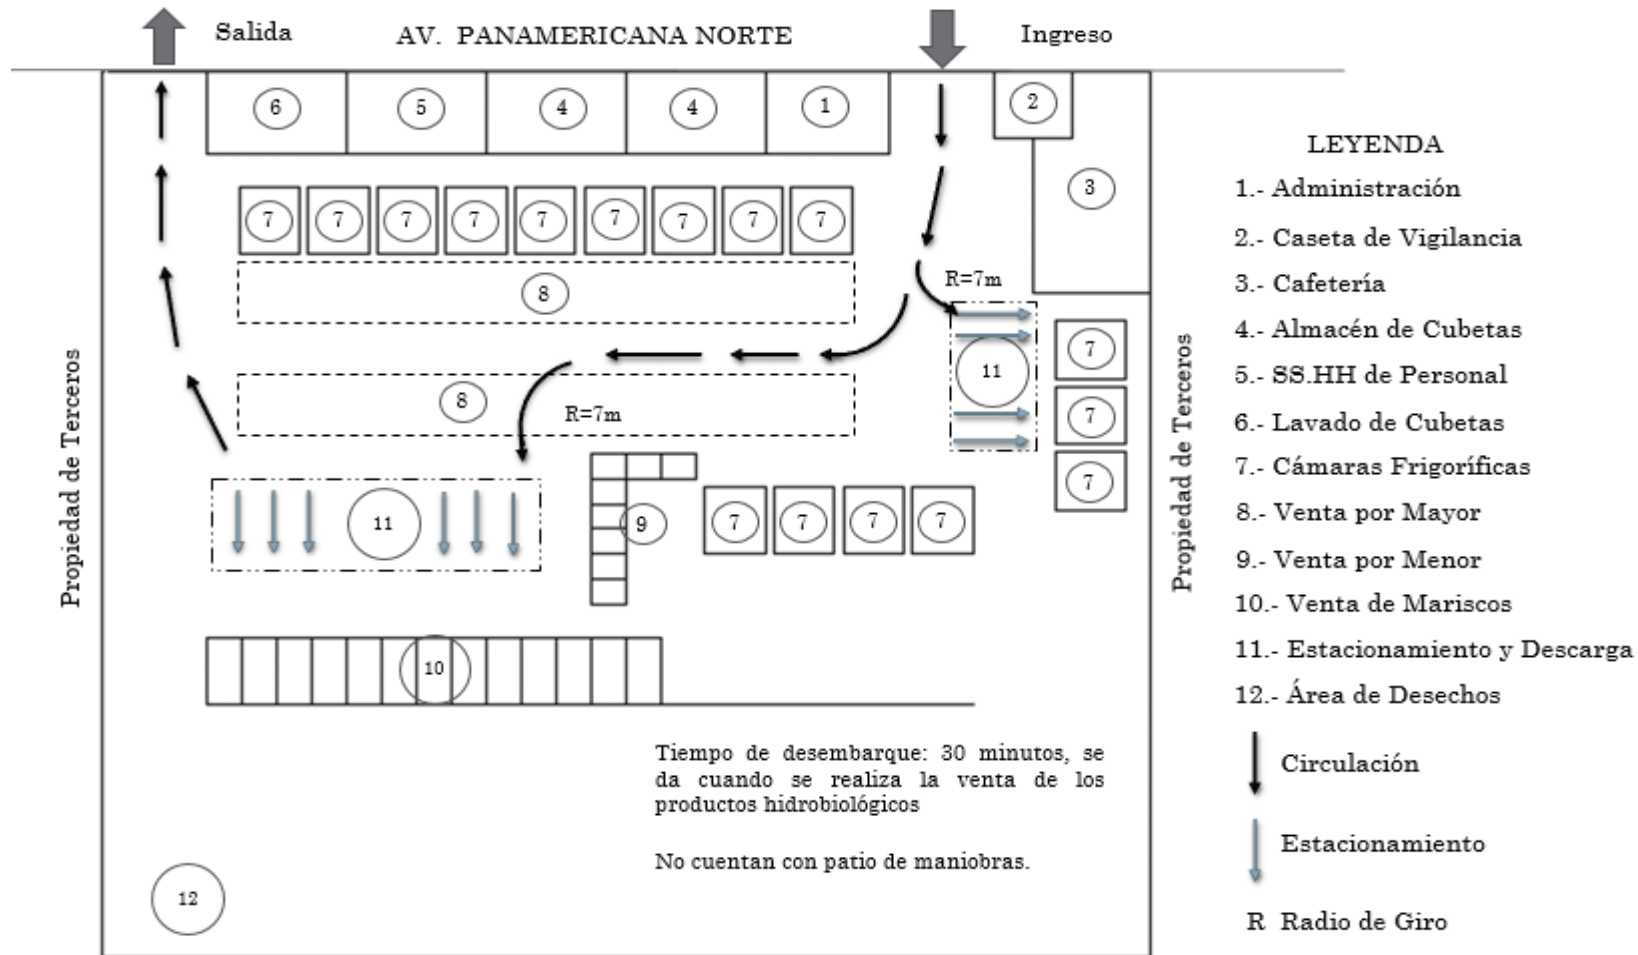 Salida
AV. PANAMERICANA NORTE
Ingreso
6
5
4
4
1
2
3
7
7
7
7
7
7
7
7
7
8
R=7m
8
R=7m
11
7
7
7
11
9
7
7
7
7
10
12
Propiedad de Terceros
Propiedad de Terceros
Tiempo de desembarque: 30 minutos, se
da cuando se realiza la venta de los
productos hidrobiológicos
No cuentan con patio de maniobras.
LEYENDA
1.- Administración
2.- Caseta de Vigilancia
3.- Cafetería
4.- Almacén de Cubetas
5.- SS.HH de Personal
6.- Lavado de Cubetas
7.- Cámaras Frigoríficas
8.- Venta por Mayor
9.- Venta por Menor
10.- Venta de Mariscos
11.- Estacionamiento y Descarga
12.- Área de Desechos
Circulación
Estacionamiento
R Radio de Giro